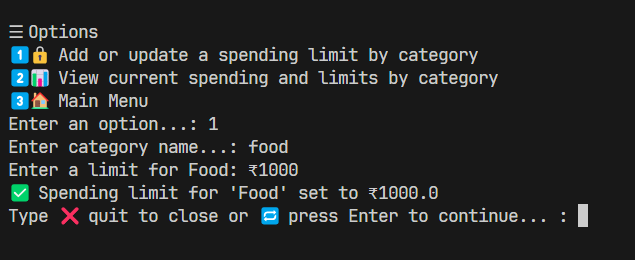 ☰ Options
1️⃣🔒 Add or update a spending limit by category
2️⃣📊 View current spending and limits by category
3️⃣🏠 Main Menu
Enter an option...: 1
Enter category name...: food
Enter a limit for Food: ₹1000
✅ Spending limit for 'Food' set to ₹1000.0
Type ❌ quit to close or 🔁 press Enter to continue... :